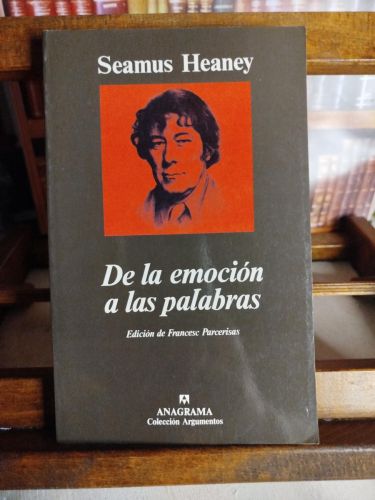 Seamus Heaney
De la emoción
a las palabras
Edición de Francesc Parcerisas
ANAGRAMA
Colección Argumentos